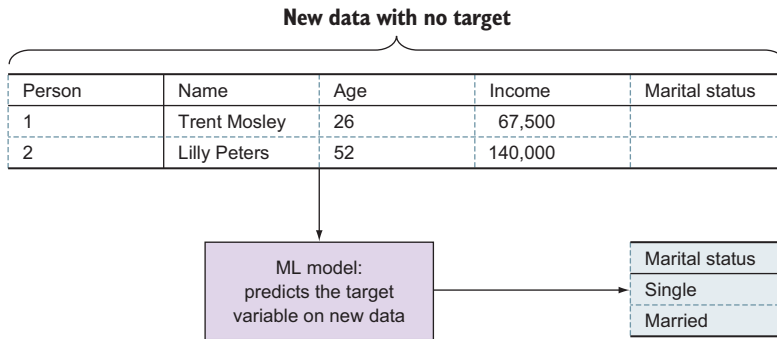 New data with no target
Person Name Age Income Marital status
1 Trent Mosley 26 67,500
2 Lilly Peters 52 140,000
ML model:
predicts the target
variable on new data
Marital status
Single
Married